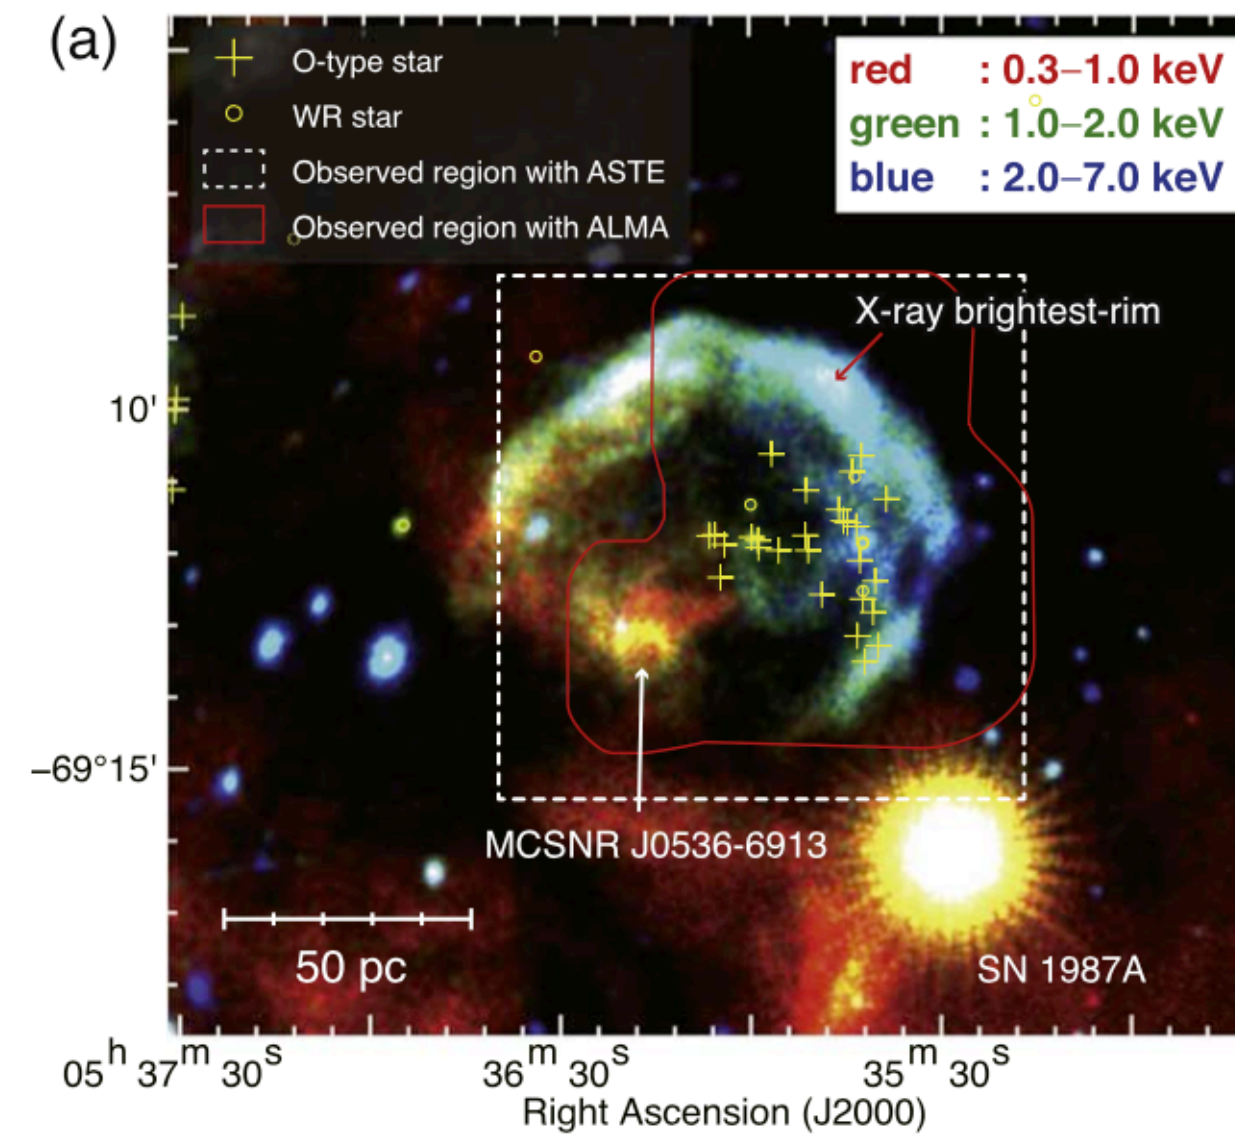 (a)
O-type star
WR star
Observed region with ASTE
Observed region with ALMA
red : 0.3–1.0 keV
green : 1.0–2.0 keV
blue : 2.0–7.0 keV
X-ray brightest-rim
10'
–69°15'
MCSNR J0536-6913
50 pc
SN 1987A
05h 37m 30s 36m 30s 35m 30s
Right Ascension (J2000)